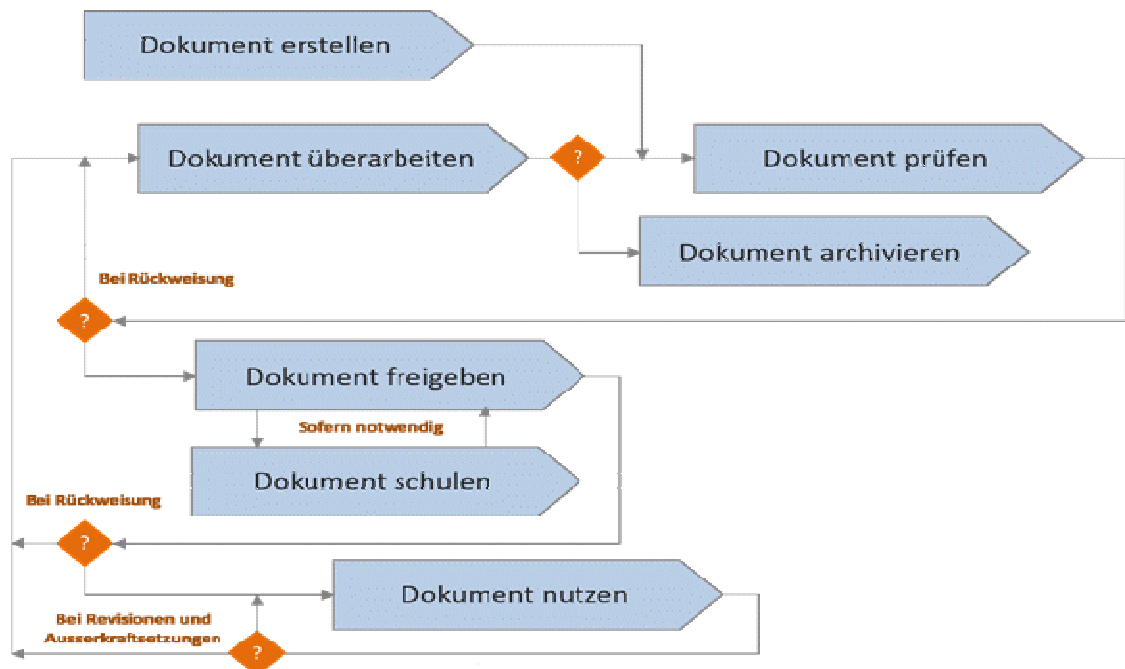 Dokument erstellen
Dokument überarbeiten
?
Dokument prüfen
Dokument archivieren
Bei Rückweisung
?
Dokument freigeben
Sofern notwendig
Dokument schulen
Bei Rückweisung
?
Dokument nutzen
Bei Revisionen und
Ausserkraftsetzungen
?